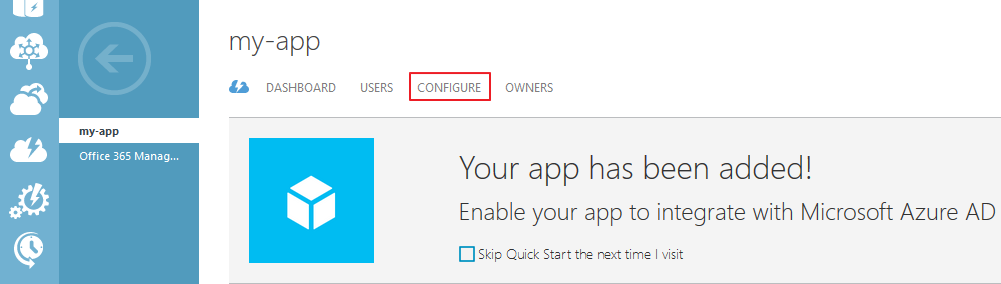 my-app
DASHBOARD USERS CONFIGURE OWNERS
my-app
Office 365 Manag...
Your app has been added!
Enable your app to integrate with Microsoft Azure AD
Skip Quick Start the next time I visit